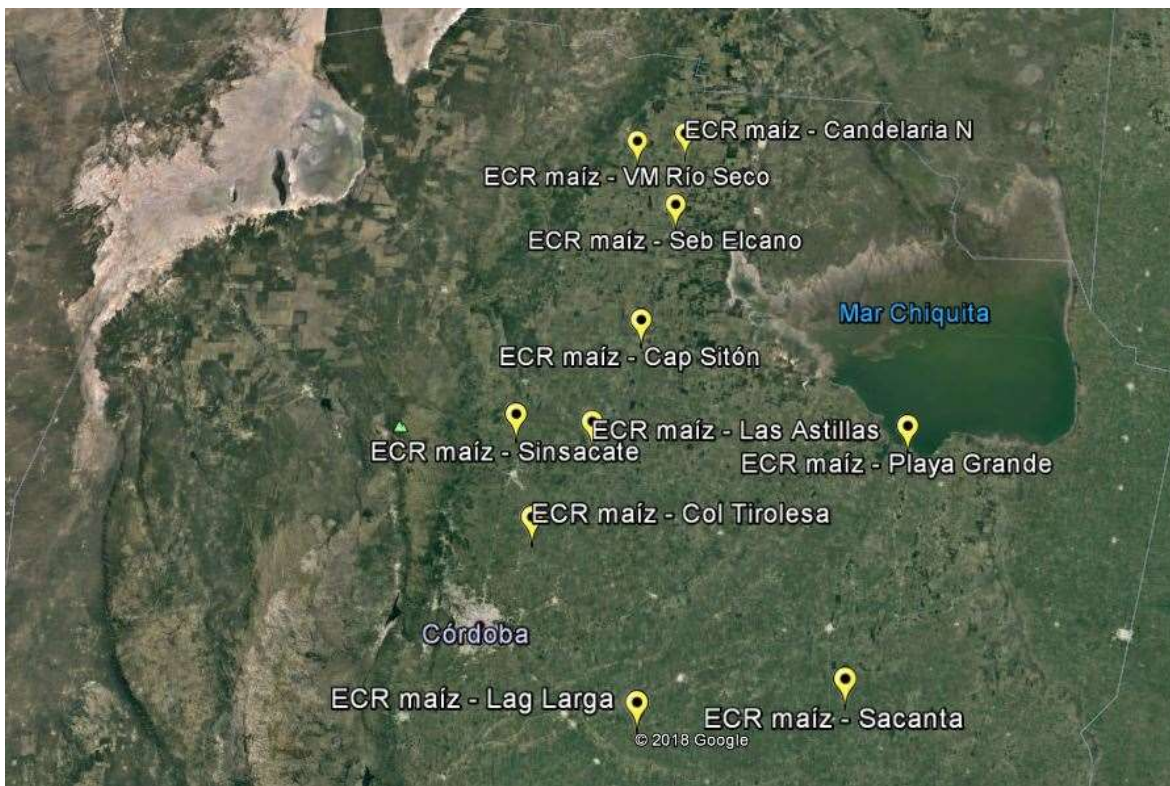 ECR maíz - Candelaria N
ECR maíz - VM Río Seco
ECR maíz - Seb Elcano
Mar Chiquita
ECR maíz - Cap Sitón
ECR maíz - Las Astillas
ECR maíz - Sinsacate
ECR maíz - Playa Grande
ECR maíz - Col Tirolesa
Córdoba
ECR maíz - Lag Larga
ECR maíz - Sacanta
© 2018 Google